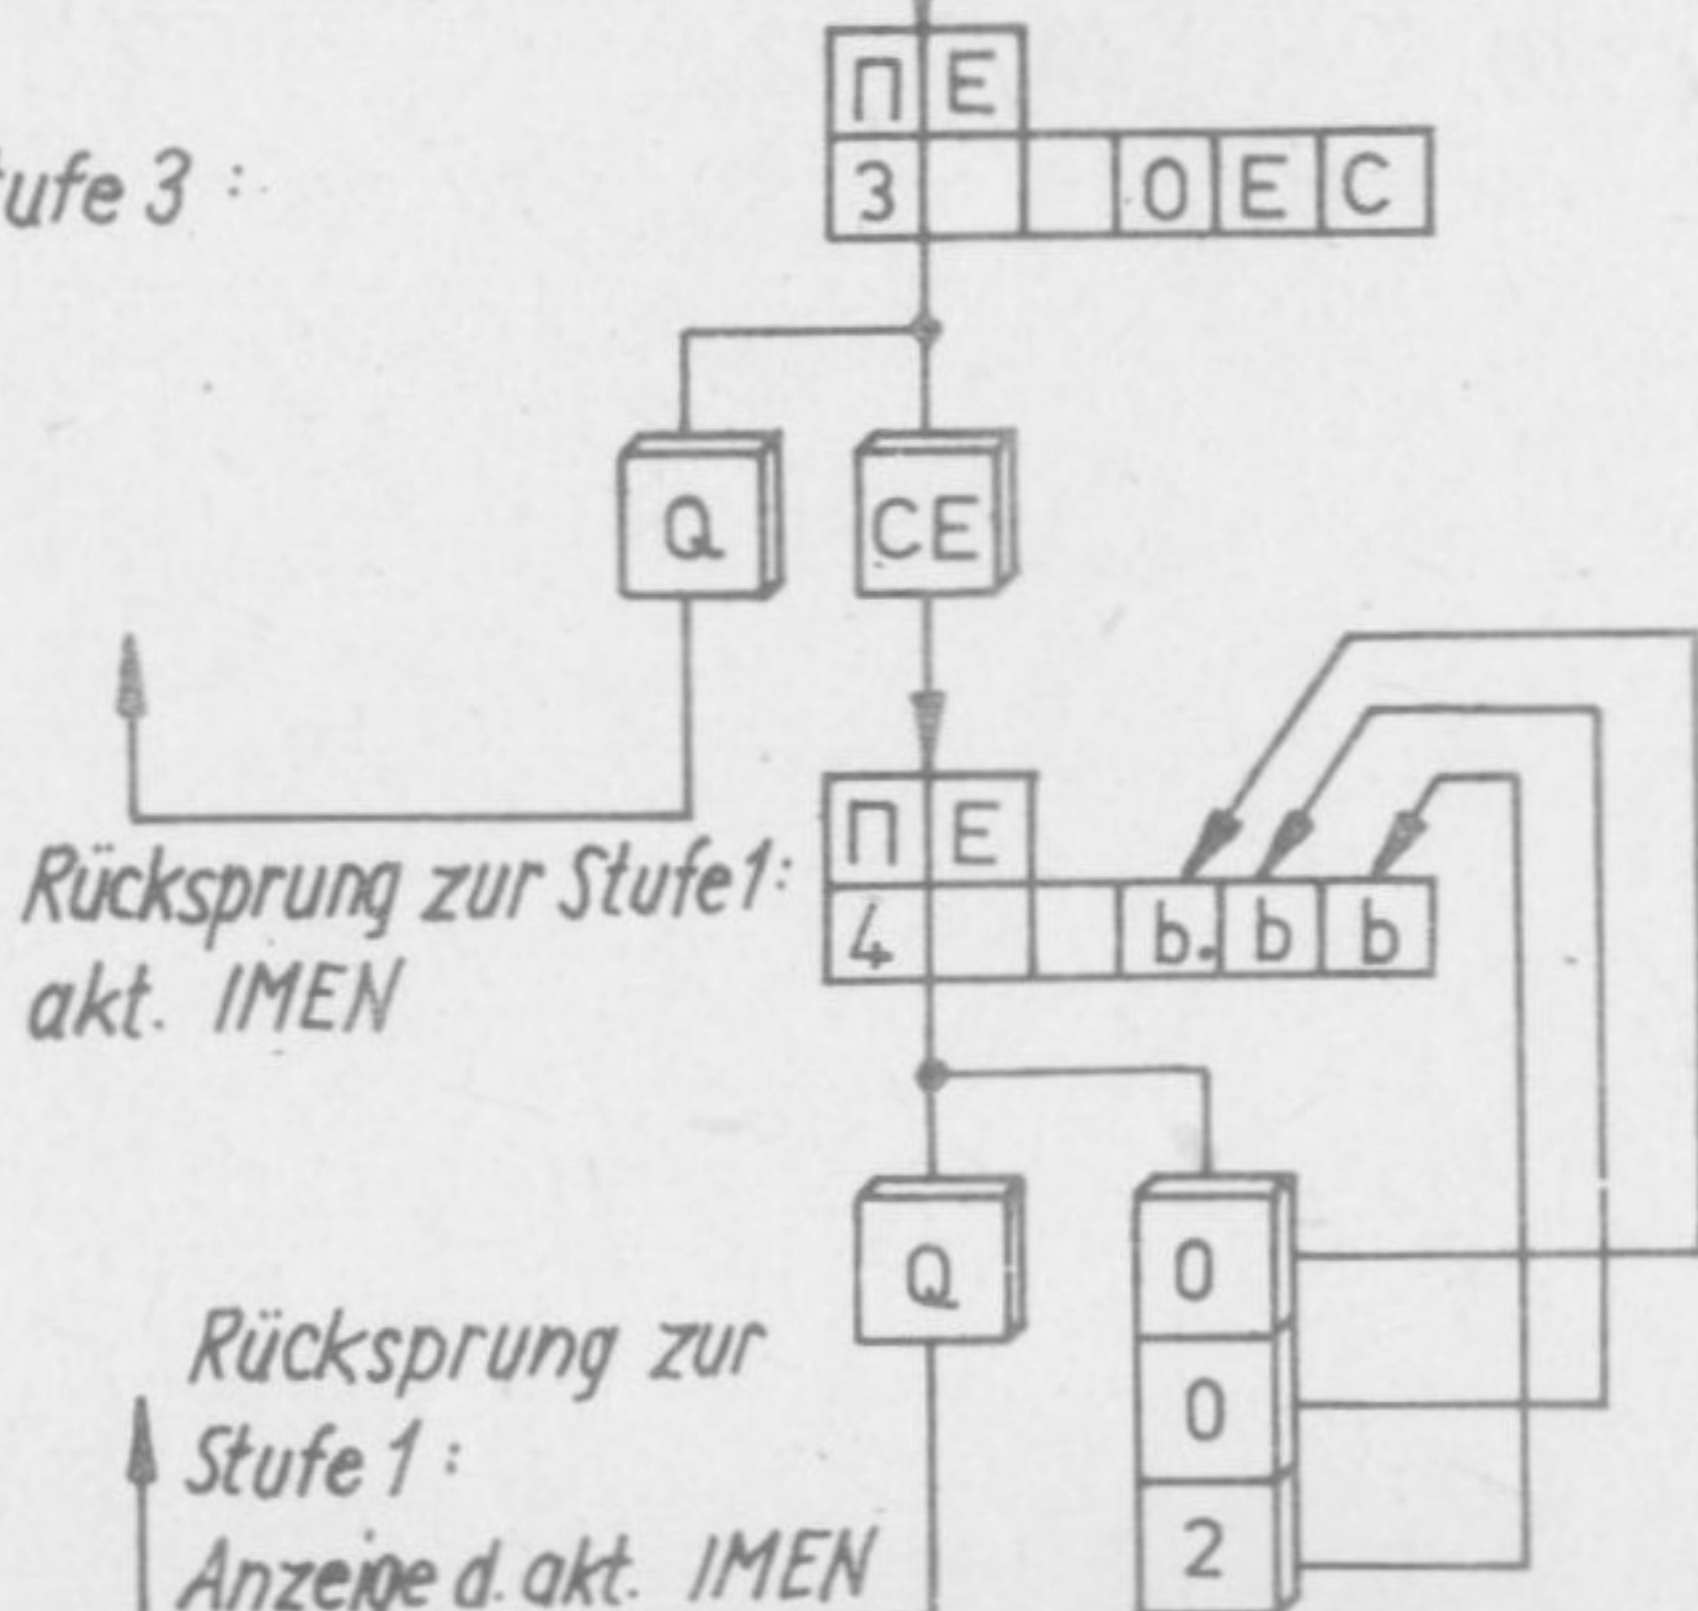 П E
tufe 3 :
3 0 E C
Q CE
П E
Rücksprung zur Stufe 1:
4 b. b b
akt. IMEN
Q 0
Rücksprung zur
0
Stufe 1 :
2
Anzeige d. akt. IMEN